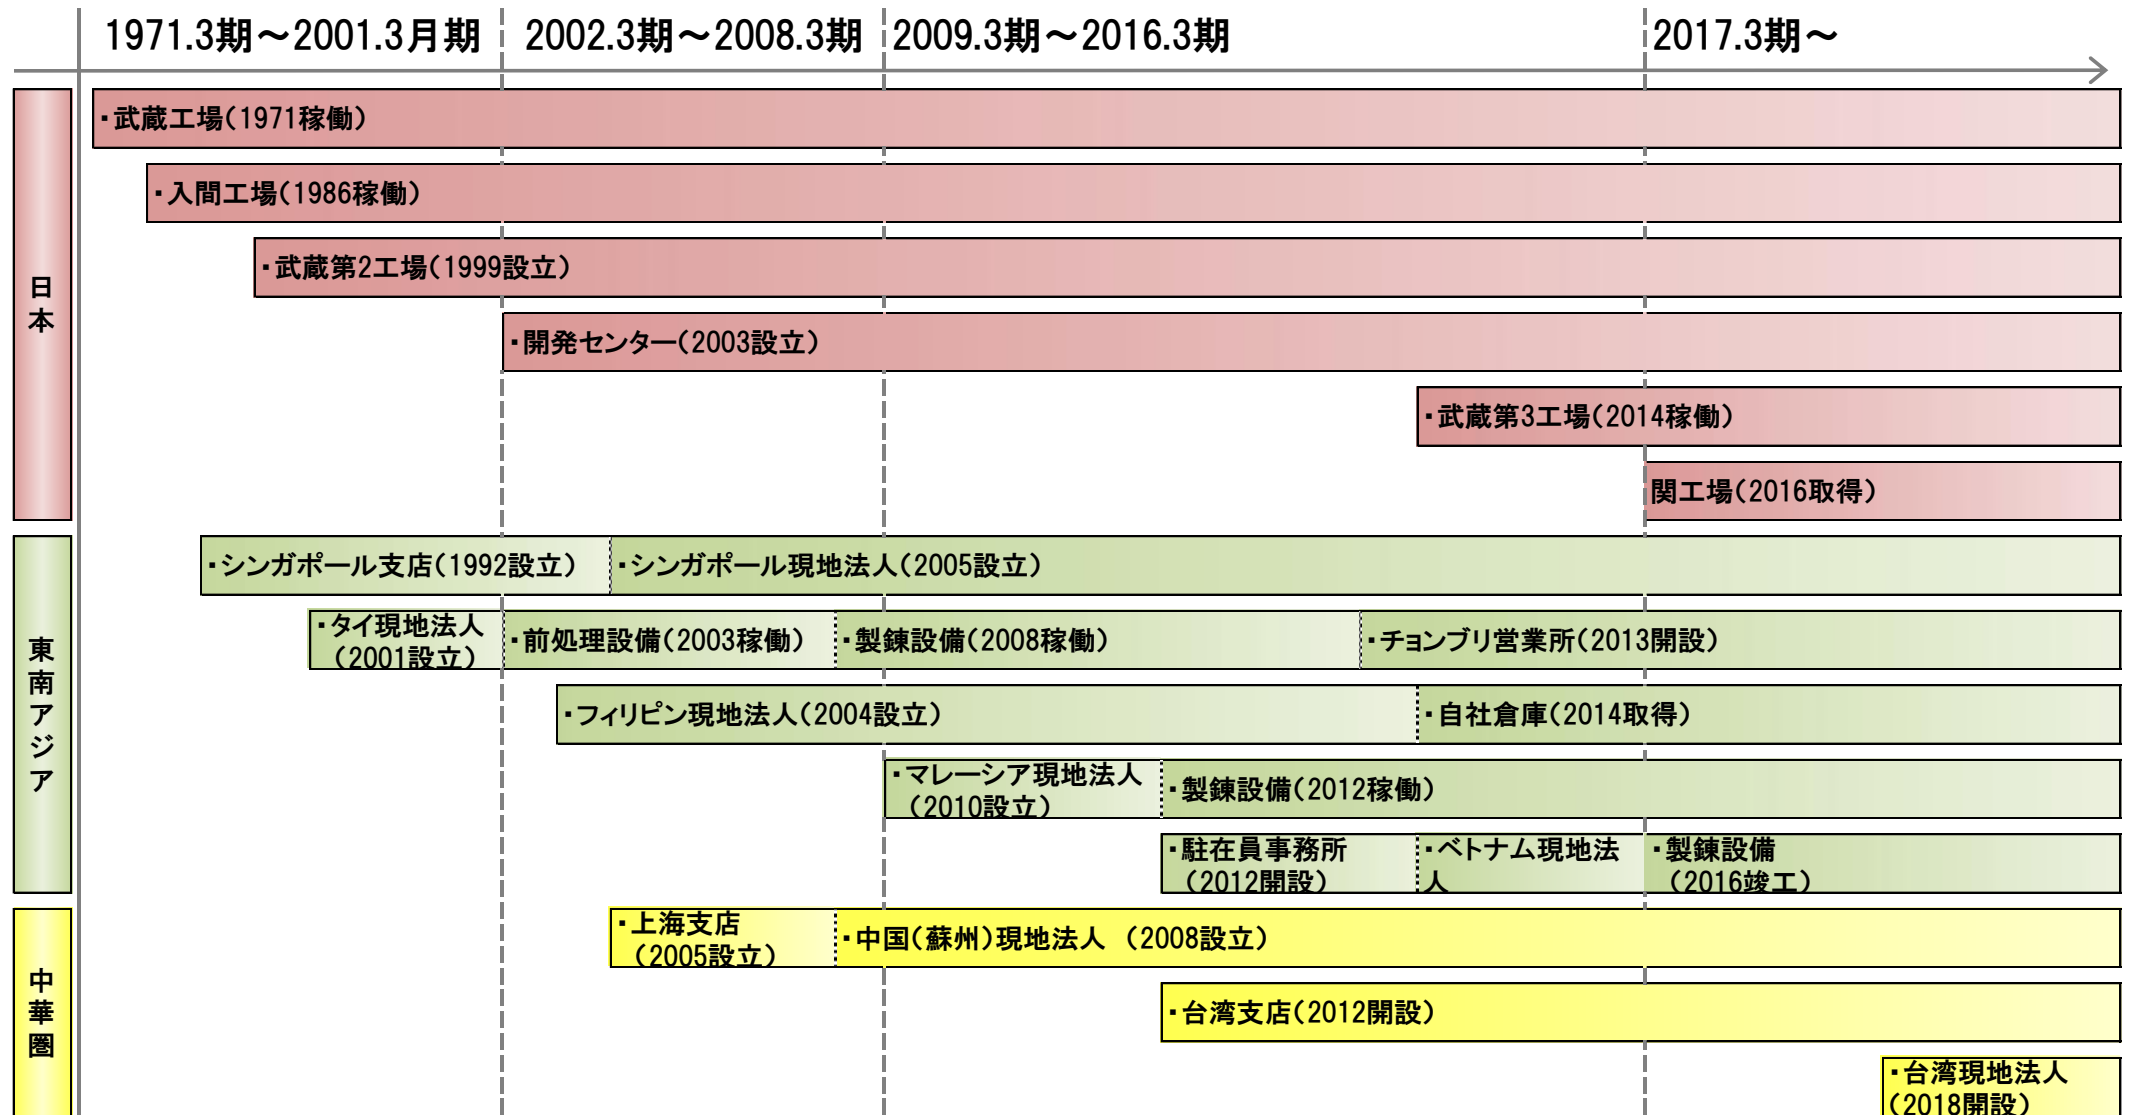 1971.3期～2001.3月期
2002.3期～2008.3期
2009.3期～2016.3期
2017.3期～
日本
・武蔵工場（1971稼働）
・入間工場（1986稼働）
・武蔵第2工場（1999設立）
・開発センター（2003設立）
・武蔵第3工場（2014稼働）
関工場（2016取得）
東南アジア
・シンガポール支店（1992設立）
・シンガポール現地法人（2005設立）
・タイ現地法人
（2001設立）
・前処理設備（2003稼働）
・製錬設備（2008稼働）
・チョンブリ営業所（2013開設）
・フィリピン現地法人（2004設立）
・自社倉庫（2014取得）
・マレーシア現地法人
（2010設立）
・製錬設備（2012稼働）
・駐在員事務所
（2012開設）
・ベトナム現地法
人
・製錬設備
（2016竣工）
中華圏
・上海支店
（2005設立）
・中国（蘇州）現地法人 （2008設立）
・台湾支店（2012開設）
・台湾現地法人
（2018開設）